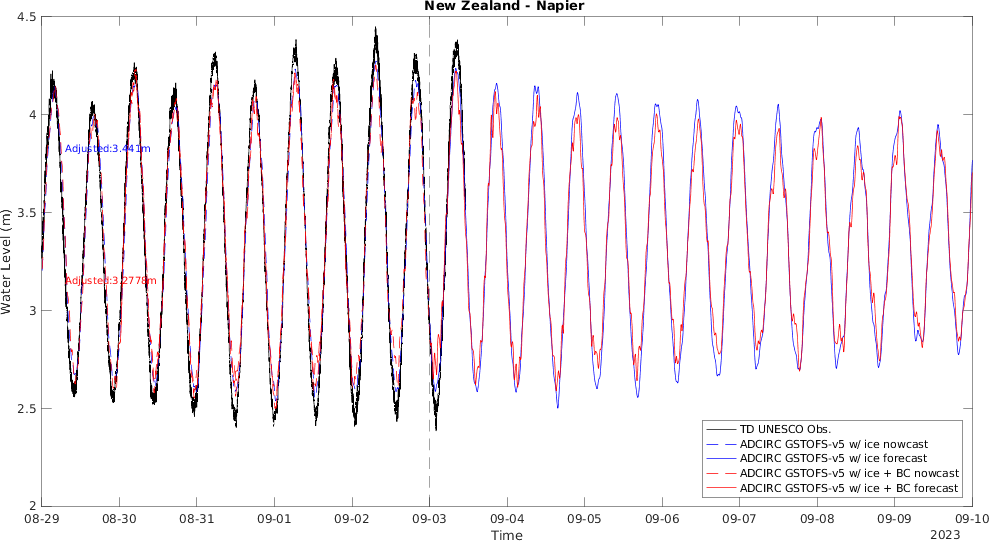 New Zealand - Napier
4.5
4
3.5
3
2.5
2
Water Level (m)
Adjusted:3.441m
Adjusted:3.2778m
TD UNESCO Obs.
ADCIRC GSTOFS-v5 w/ ice nowcast
ADCIRC GSTOFS-v5 w/ ice forecast
ADCIRC GSTOFS-v5 w/ ice + BC nowcast
ADCIRC GSTOFS-v5 w/ ice + BC forecast
08-29 08-30 08-31 09-01 09-02 09-03 09-04 09-05 09-06 09-07 09-08 09-09 09-10
Time
2023